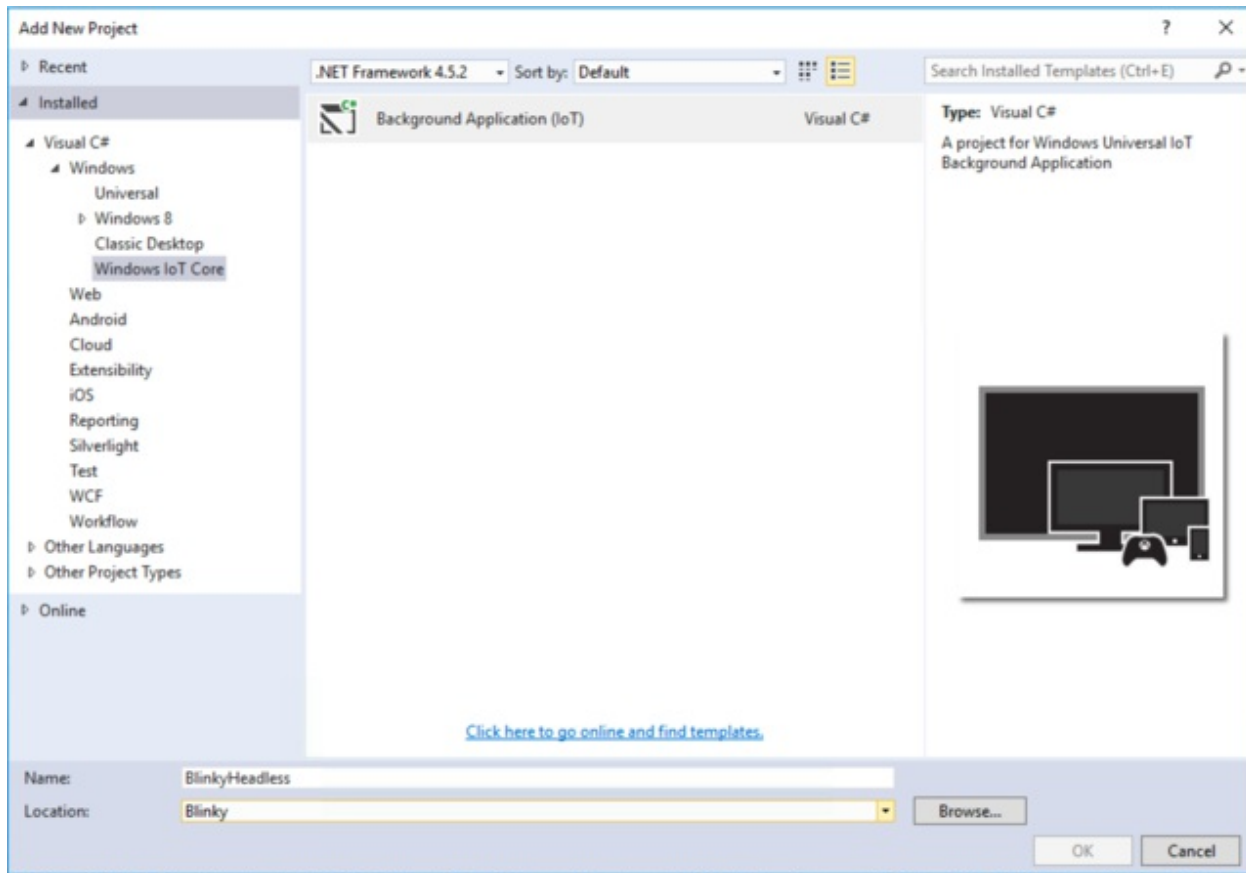 Add New Project
? ×
Recent
Installed
Visual C#
Windows
Universal
Windows 8
Classic Desktop
Windows IoT Core
Web
Android
Cloud
Extensibility
iOS
Reporting
Silverlight
Test
WCF
Workflow
Other Languages
Other Project Types
Online
.NET Framework 4.5.2 Sort by: Default
C# Background Application (IoT) Visual C#
Click here to go online and find templates.
Search Installed Templates (Ctrl+E)
Type: Visual C#
A project for Windows Universal IoT
Background Application
Name: BlinkyHeadless
Location: Blinky
Browse...
OK Cancel